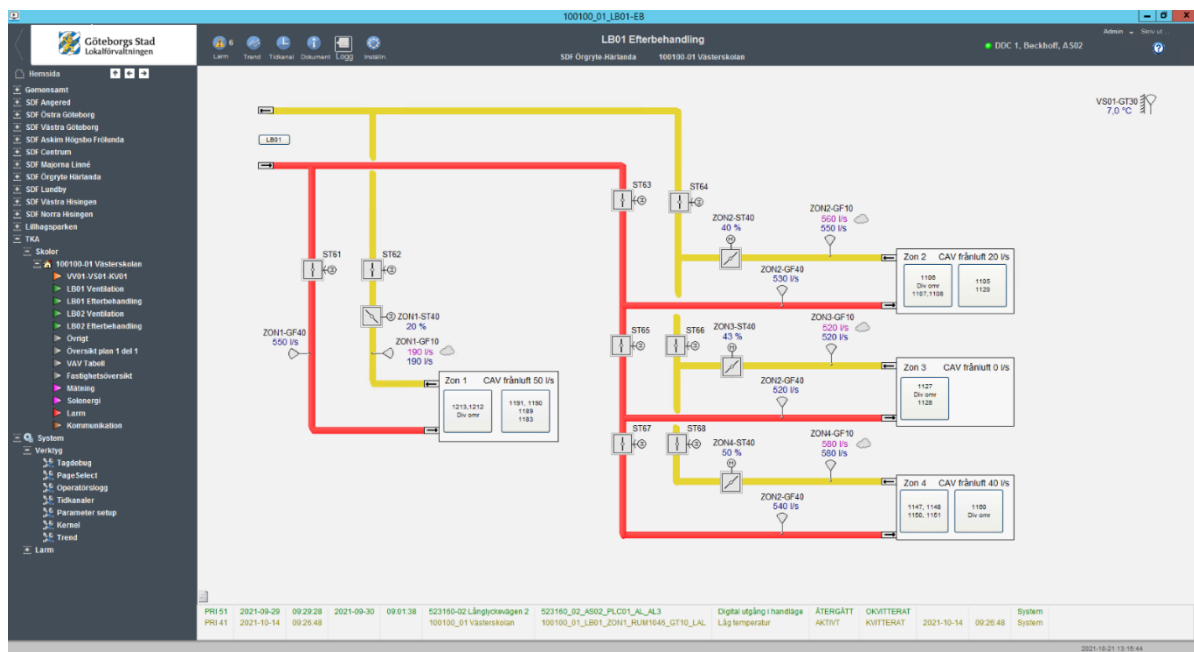 100100_01_LB01-EB
Göteborgs Stad
Lokalförvaltningen
6
Larm Trend Tidkanal Dokument Logg Inställn.
LB01 Efterbehandling
SDF Örgryte-Härlanda 100100-01 Västerskolan
DDC 1, Beckhoff, AS02
Admin Skriv ut ...
Hemsida
Gemensamt
SDF Angered
SDF Östra Göteborg
SDF Västra Göteborg
SDF Askim Högsbo Frölunda
SDF Centrum
SDF Majorna Linné
SDF Örgryte Härlanda
SDF Lundby
SDF Västra Hisingen
SDF Norra Hisingen
Lillhagsparken
TKA
Skolor
100100-01 Västerskolan
VV01-VS01-KV01
LB01 Ventilation
LB01 Efterbehandling
LB02 Ventilation
LB02 Efterbehandling
Övrigt
Översikt plan 1 del 1
VAV Tabell
Fastighetsöversikt
Mätning
Solenergi
Larm
Kommunikation
System
Verktyg
Tagdebug
PageSelect
Operatörslogg
Tidkanaler
Parameter setup
Kernel
Trend
Larm
VS01-GT30
7,0 °C
LB01
ST63
ST64
ZON2-ST40
40 %
M
ZON2-GF10
560 l/s
550 l/s
ST61
ST62
ZON2-GF40
530 l/s
Zon 2 CAV frånluft 20 l/s
1106
Div omr
1107,1108
1105
1129
ZON1-ST40
20 %
ZON1-GF40
550 l/s
ZON1-GF10
190 l/s
190 l/s
ST65
ST66
ZON3-ST40
43 %
M
ZON3-GF10
520 l/s
520 l/s
ZON2-GF40
520 l/s
Zon 3 CAV frånluft 0 l/s
1127
Div omr
1128
Zon 1 CAV frånluft 50 l/s
1213,1212
Div omr
1191, 1190
1189
1183
ST67
ST68
ZON4-ST40
50 %
M
ZON4-GF10
580 l/s
580 l/s
ZON2-GF40
540 l/s
Zon 4 CAV frånluft 40 l/s
1147, 1148
1150, 1151
1160
Div omr
PRI 51 2021-09-29 09:29:28 2021-09-30 09:01:38 523160-02 Långlyckevägen 2 523160_02_AS02_PLC01_AL_AL3 Digital utgång i handläge ÅTERGÅTT OKVITTERAT System
PRI 41 2021-10-14 09:26:48 100100_01 Västerskolan 100100_01_LB01_ZON1_RUM1045_GT10_LAL Låg temperatur AKTIVT KVITTERAT 2021-10-14 09:26:48 System
2021-10-21 13:15:44